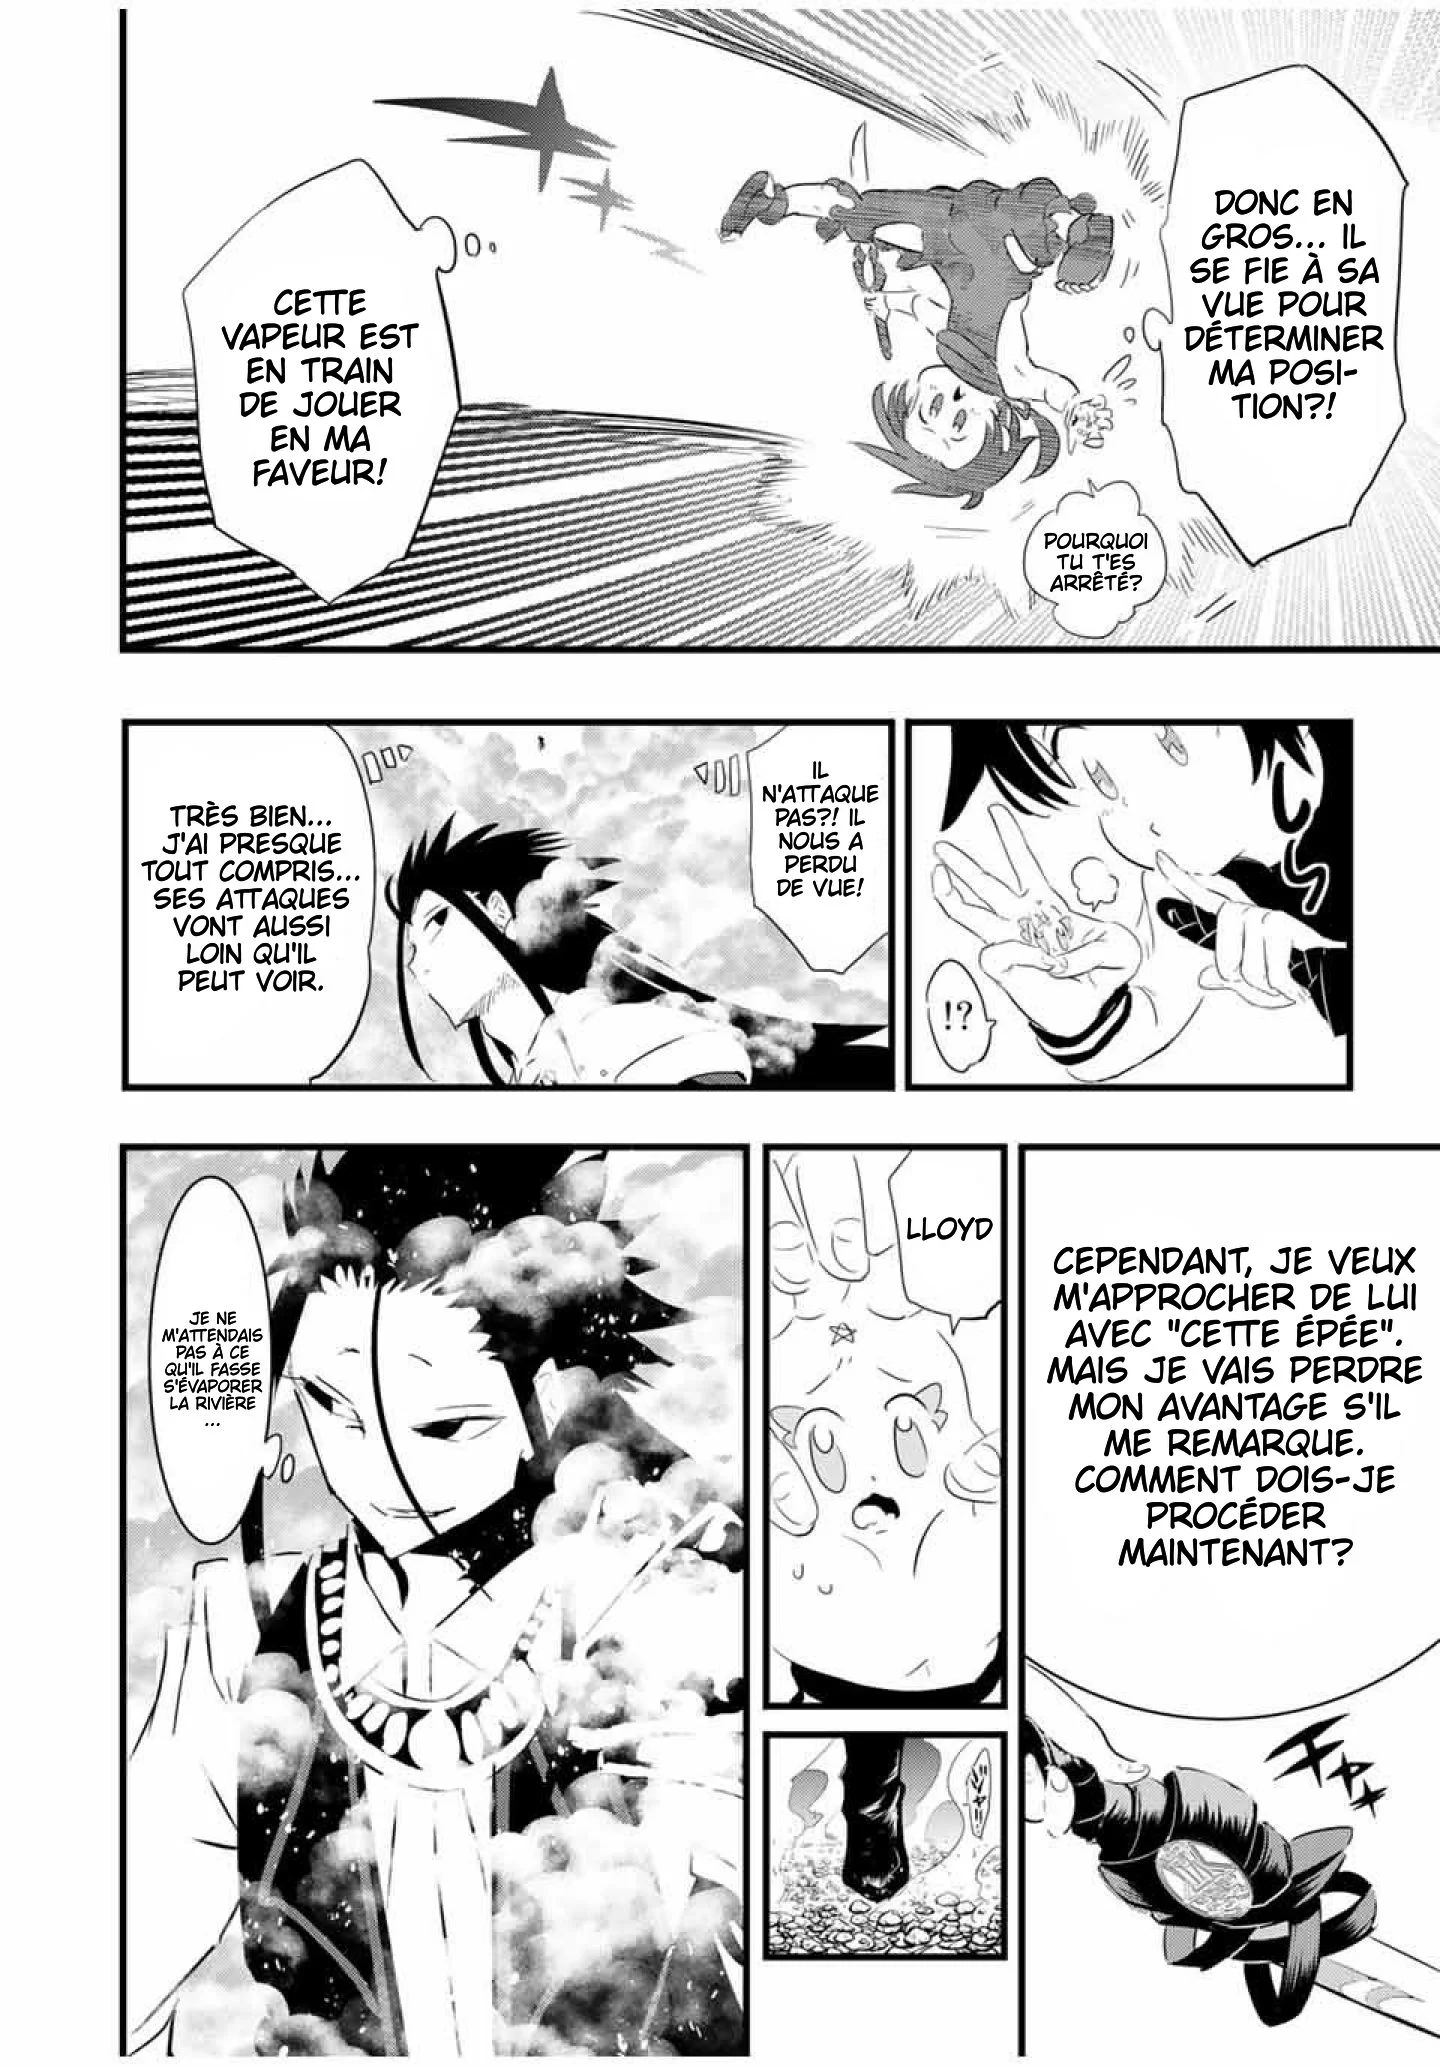 DONC EN
GROS... IL
SE FIE À SA
VUE POUR
DÉTERMINER
MA POSI-
TION?!
POURQUOI
TU T'ES
ARRÊTÉ?
CETTE
VAPEUR EST
EN TRAIN
DE JOUER
EN MA
FAVEUR!
!?
IL
N'ATTAQUE
PAS?! IL
NOUS A
PERDU
DE VUE!
TRÈS BIEN...
J'AI PRESQUE
TOUT COMPRIS...
SES ATTAQUES
VONT AUSSI
LOIN QU'IL
PEUT VOIR.
CEPENDANT, JE VEUX
M'APPROCHER DE LUI
AVEC "CETTE ÉPÉE".
MAIS JE VAIS PERDRE
MON AVANTAGE S'IL
ME REMARQUE.
COMMENT DOIS-JE
PROCÉDER
MAINTENANT?
チャキ
LLOYD
JE NE
M'ATTENDAIS
PAS À CE
QU'IL FASSE
S'ÉVAPORER
LA RIVIÈRE
...